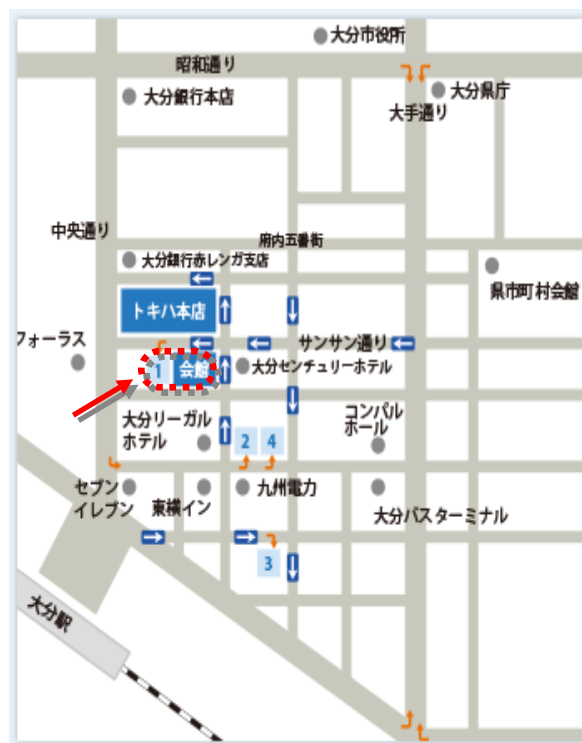 大分市役所
昭和通り
大分銀行本店
大分県庁
大手通り
中央通り
府内五番街
大分銀行赤レンガ支店
県市町村会館
トキハ本店
フォーラス
サンサン通り
1
会館
大分センチュリーホテル
大分リーガル
ホテル
2
4
コンパル
ホール
セブン
イレブン
東横イン
九州電力
大分バスターミナル
3
大分駅